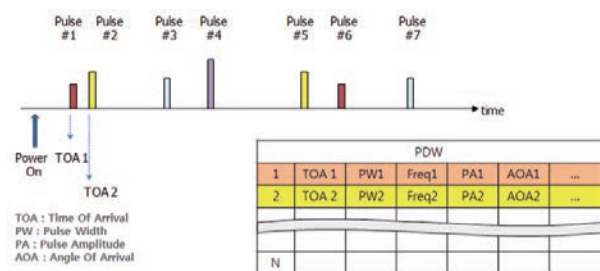 Pulse #1 Pulse #2 Pulse #3 Pulse #4 Pulse #5 Pulse #6 Pulse #7
time
Power On
TOA 1
TOA 2
TOA : Time Of Arrival
PW : Pulse Width
PA : Pulse Amplitude
AOA : Angle Of Arrival
PDW
1 TOA 1 PW1 Freq1 PA1 AOA1 ...
2 TOA 2 PW2 Freq2 PA2 AOA2 ...
N